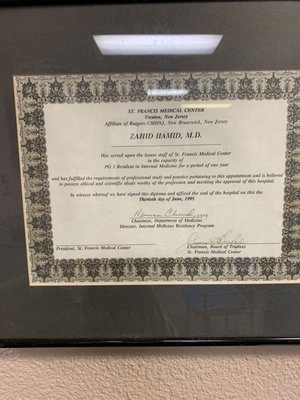 ST. FRANCIS MEDICAL CENTER
Trenton, New Jersey
Affiliate of Rutgers-UMDNJ, New Brunswick, New Jersey
ZAHID HAMID, M.D.
Has served upon the house staff of St. Francis Medical Center
in the capacity of
PG 3 Resident in Internal Medicine for a period of one year
and has fulfilled the requirements of professional study and practice pertaining to this appointment and is believed
to possess ethical and scientific ideals worthy of the profession and meriting the approval of this hospital.
In witness whereof we have signed this diploma and affixed the seal of the hospital on this the
Thirtieth day of June, 1995
Chairman, Department of Medicine
Director, Internal Medicine Residency Program
President, St. Francis Medical Center
Chairman, Board of Trustees
St. Francis Medical Center